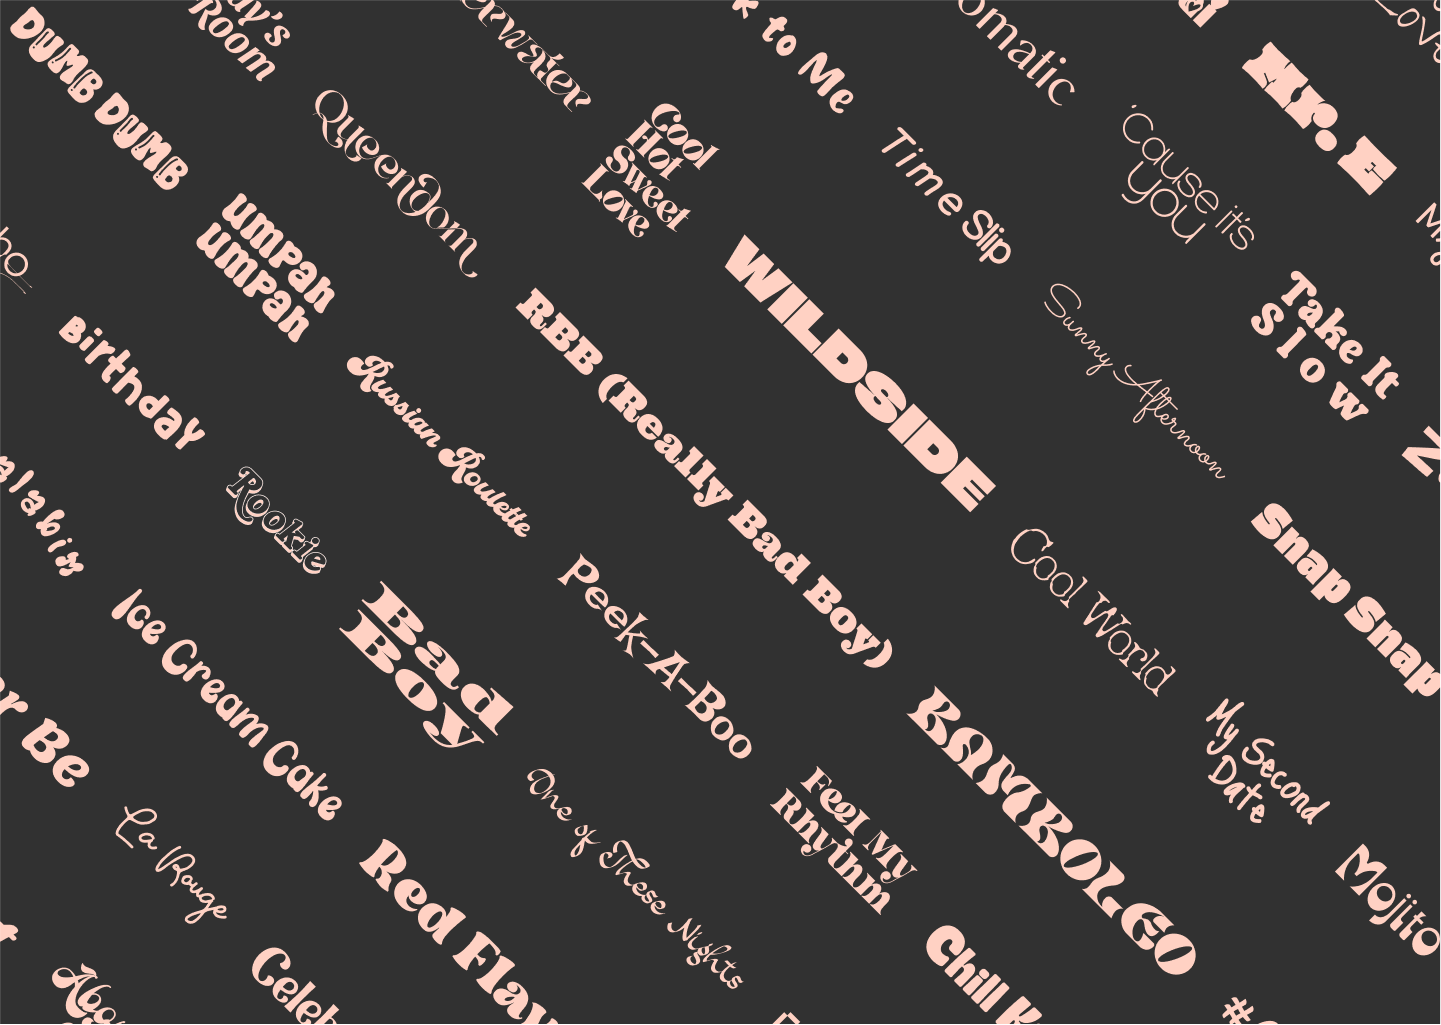 DUMB DUMB
Room
Queendom
Cool
Hot
Sweet
Love
k to Me
omatic
Mr. E
Time Slip
'cause it's
you
umpah
umpah
WILDSIDE
Take It
Slow
Birthday
RBB (Really Bad Boy)
Sunny Afternoon
Russian Roulette
Rookie
Snap Snap
Cool World
Peek-A-Boo
Ice Cream Cake
Bad
Boy
r Be
KAMBOLEO
My Second
Date
Feel My
Rhythm
One of These Nights
La Rouge
Mojito
Red Flav
Celeb
Chill K